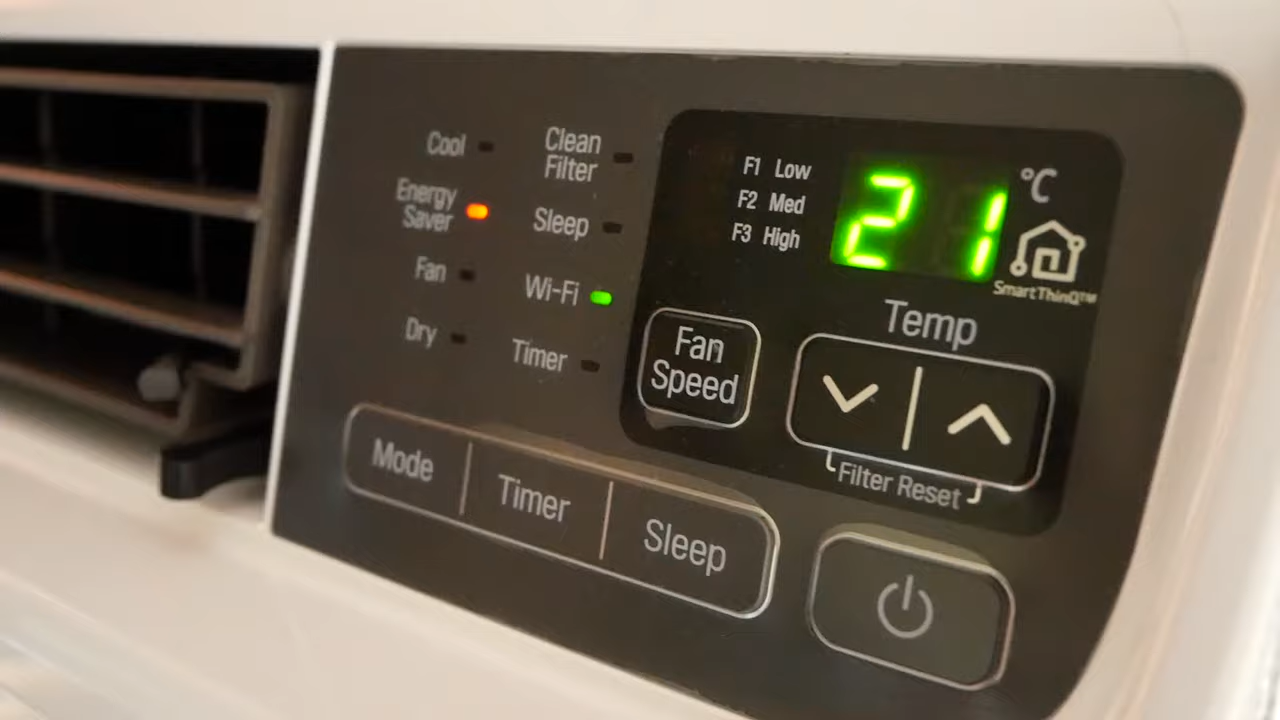 Cool
Energy
Saver
Fan
Dry
Clean
Filter
Sleep
Wi-Fi
Timer
F1 Low
F2 Med
F3 High
21
°C
SmartThinQ™
Temp
Fan
Speed
Filter Reset
Mode
Timer
Sleep